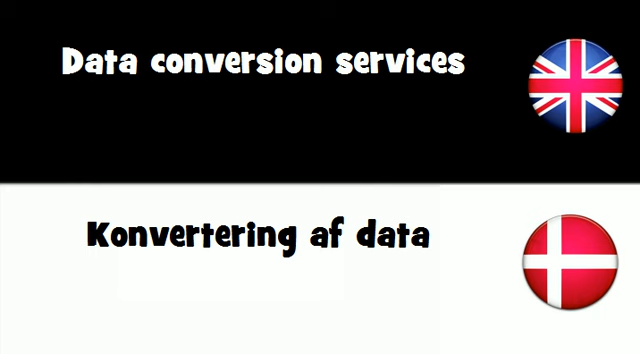 Data conversion services
Konvertering af data